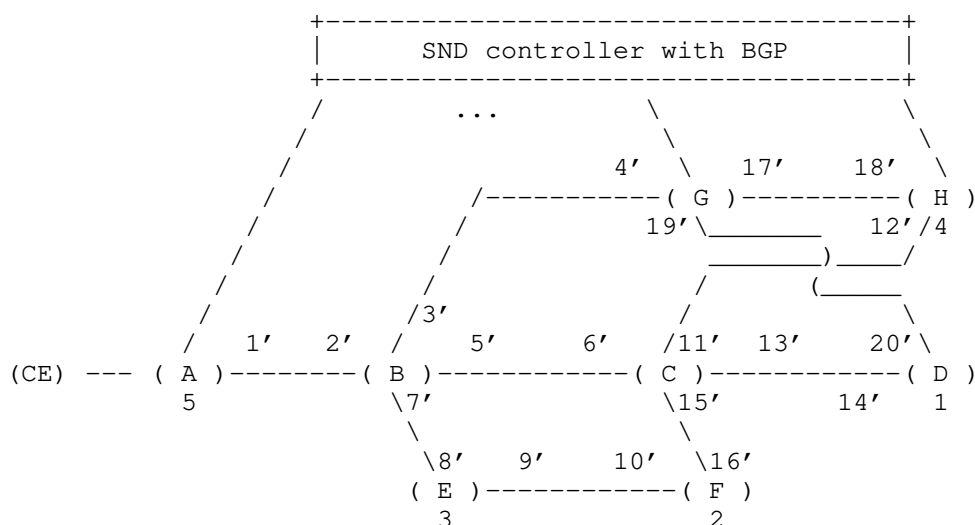 SND controller with BGP
...
4' 17' 18'
( G ) ( H )
19' 12' 4
)
(
3'
1' 2' 5' 6' 11' 13' 20'
(CE) --- ( A ) ( B ) ( C ) ( D )
5 7' 15' 14' 1
8' 9' 10' 16'
( E ) ( F )
3 2